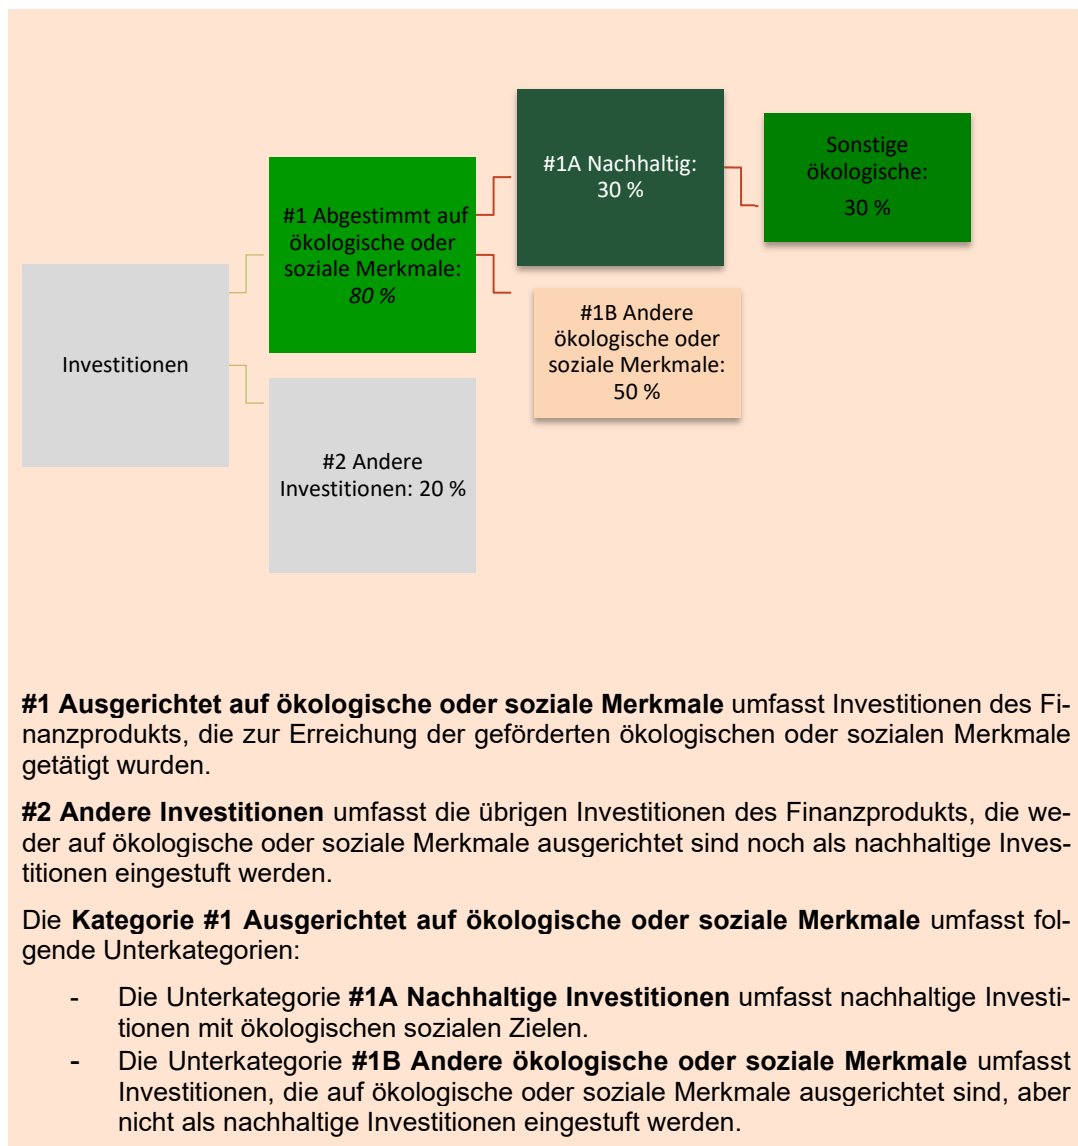 #1A Nachhaltig:
30 %
Sonstige
ökologische:
30 %
#1 Abgestimmt auf
ökologische oder
soziale Merkmale:
80 %
#1B Andere
ökologische oder
soziale Merkmale:
50 %
Investitionen
#2 Andere
Investitionen: 20 %
#1 Ausgerichtet auf ökologische oder soziale Merkmale umfasst Investitionen des Fi-
nanzprodukts, die zur Erreichung der geförderten ökologischen oder sozialen Merkmale
getätigt wurden.
#2 Andere Investitionen umfasst die übrigen Investitionen des Finanzprodukts, die we-
der auf ökologische oder soziale Merkmale ausgerichtet sind noch als nachhaltige Inves-
titionen eingestuft werden.
Die Kategorie #1 Ausgerichtet auf ökologische oder soziale Merkmale umfasst fol-
gende Unterkategorien:
- Die Unterkategorie #1A Nachhaltige Investitionen umfasst nachhaltige Investi-
tionen mit ökologischen sozialen Zielen.
- Die Unterkategorie #1B Andere ökologische oder soziale Merkmale umfasst
Investitionen, die auf ökologische oder soziale Merkmale ausgerichtet sind, aber
nicht als nachhaltige Investitionen eingestuft werden.